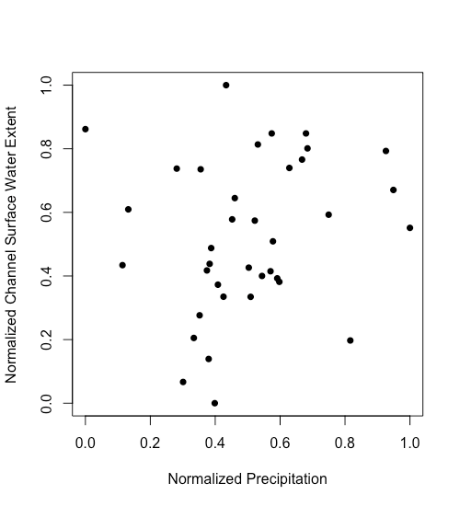 Normalized Channel Surface Water Extent
1.0
0.8
0.6
0.4
0.2
0.0
0.0 0.2 0.4 0.6 0.8 1.0
Normalized Precipitation